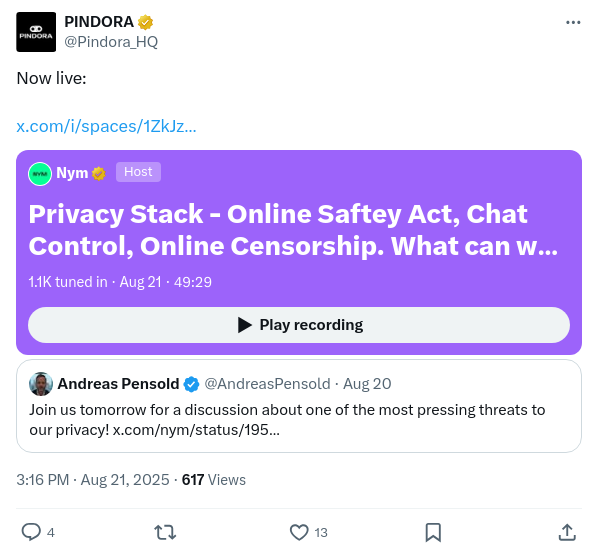 PINDORA
PINDORA
@Pindora_HQ
Now live:
x.com/i/spaces/1ZkJz...
NYM
Nym
Host
Privacy Stack - Online Saftey Act, Chat
Control, Online Censorship. What can w...
1.1K tuned in · Aug 21 · 49:29
Play recording
Andreas Pensold @AndreasPensold · Aug 20
Join us tomorrow for a discussion about one of the most pressing threats to
our privacy! x.com/nym/status/195...
3:16 PM · Aug 21, 2025 · 617 Views
4
13